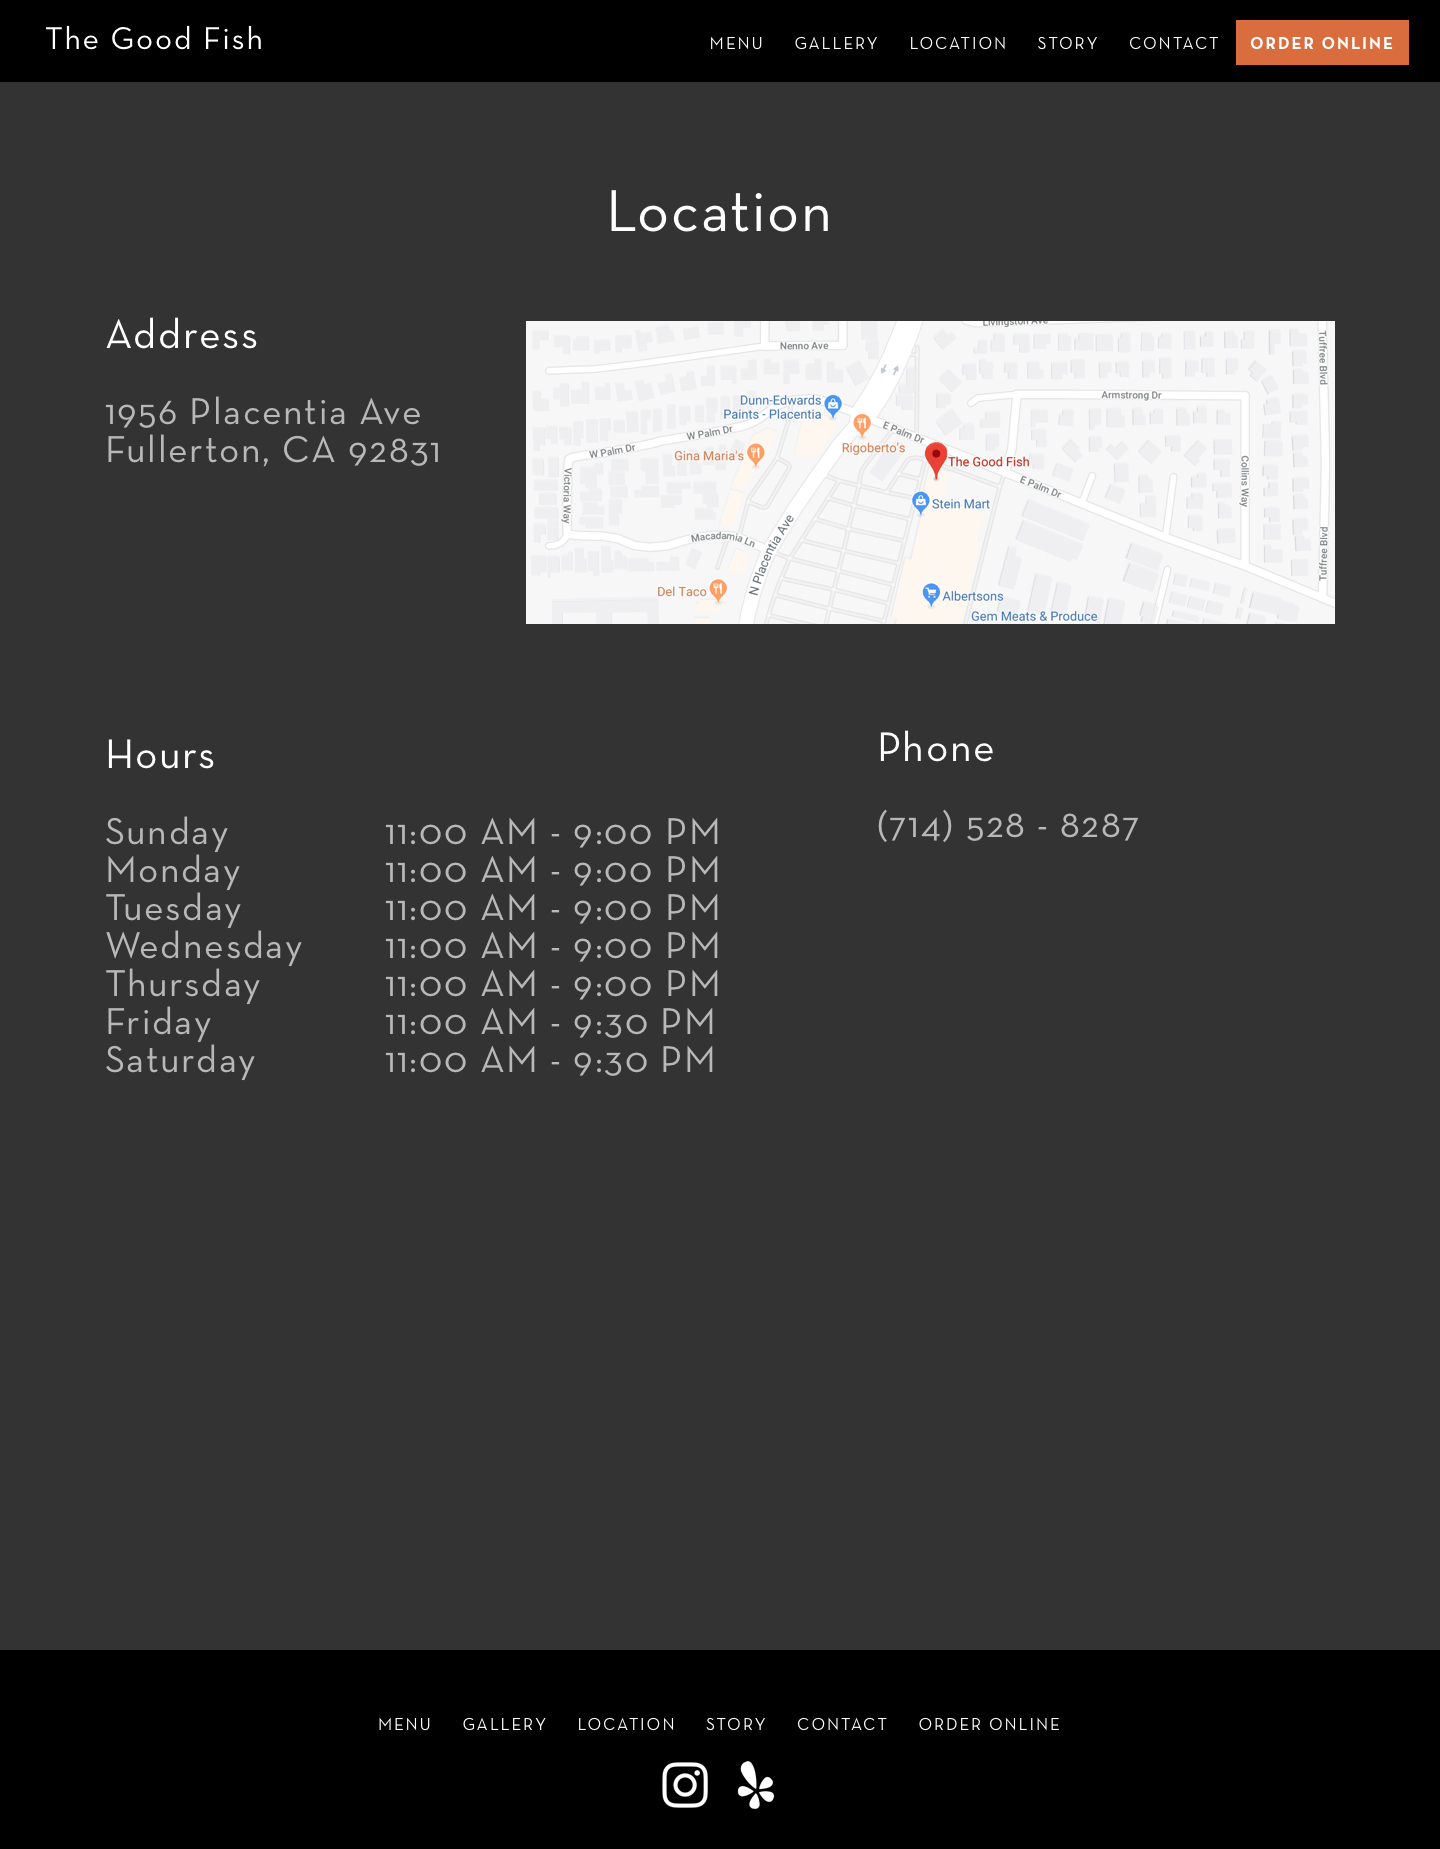 The Good Fish
MENU GALLERY LOCATION STORY CONTACT ORDER ONLINE
Location
Address
1956 Placentia Ave
Fullerton, CA 92831
Livingston Ave
Nenno Ave
Tuffree Blvd
Armstrong Dr
Dunn-Edwards
Paints - Placentia
E Palm Dr
W Palm Dr
Rigoberto's
W Palm Dr
Gina Maria's
The Good Fish
Collins Way
Victoria Way
E Palm Dr
Stein Mart
Macadamia Ln
N Placentia Ave
Tuffree Blvd
Del Taco
Albertsons
Gem Meats & Produce
Hours
Sunday 11:00 AM - 9:00 PM
Monday 11:00 AM - 9:00 PM
Tuesday 11:00 AM - 9:00 PM
Wednesday 11:00 AM - 9:00 PM
Thursday 11:00 AM - 9:00 PM
Friday 11:00 AM - 9:30 PM
Saturday 11:00 AM - 9:30 PM
Phone
(714) 528 - 8287
MENU GALLERY LOCATION STORY CONTACT ORDER ONLINE